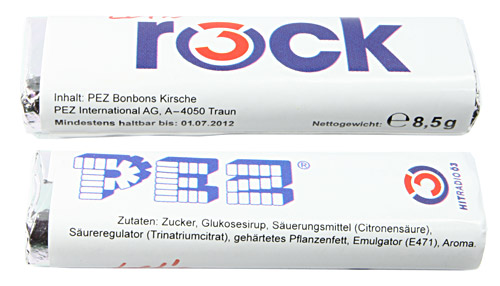 rock
Inhalt: PEZ Bonbons Kirsche
PEZ International AG, A–4050 Traun
Mindestens haltbar bis: 01.07.2012
Nettogewicht: ℮ 8,5g
PEZ®
HITRADIO Ö3
Zutaten: Zucker, Glukosesirup, Säuerungsmittel (Citronensäure),
Säureregulator (Trinatriumcitrat), gehärtetes Pflanzenfett, Emulgator (E471), Aroma.